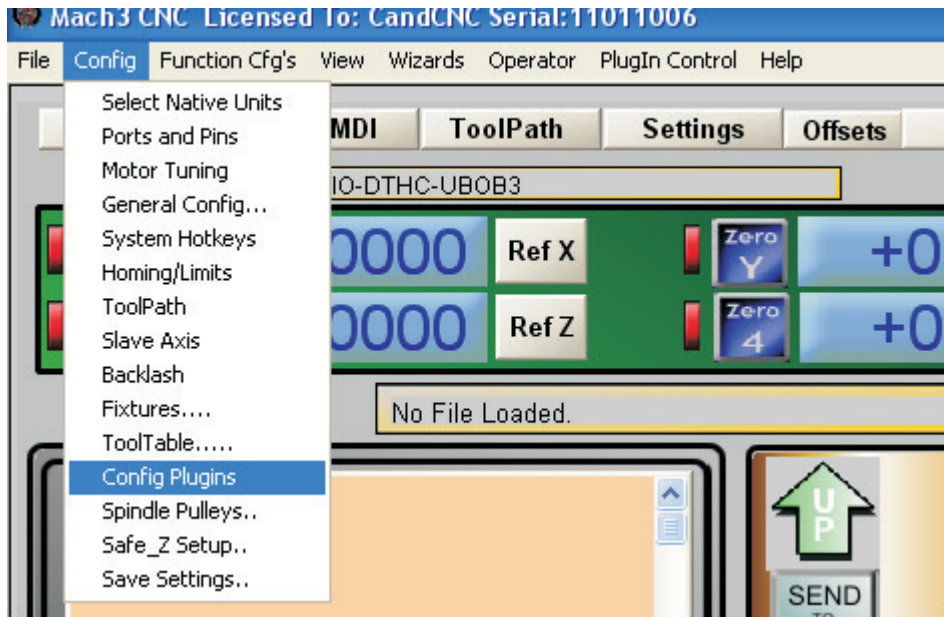 Mach3 CNC Licensed To: CandCNC Serial:11011006
File Config Function Cfg's View Wizards Operator PlugIn Control Help
Select Native Units
Ports and Pins
Motor Tuning
General Config...
System Hotkeys
Homing/Limits
ToolPath
Slave Axis
Backlash
Fixtures....
ToolTable.....
Config Plugins
Spindle Pulleys..
Safe_Z Setup..
Save Settings..
MDI ToolPath Settings Offsets
IO-DTHC-UBOB3
0000 Ref X Zero Y +0
0000 Ref Z Zero 4 +0
No File Loaded.
UP
SEND
TO